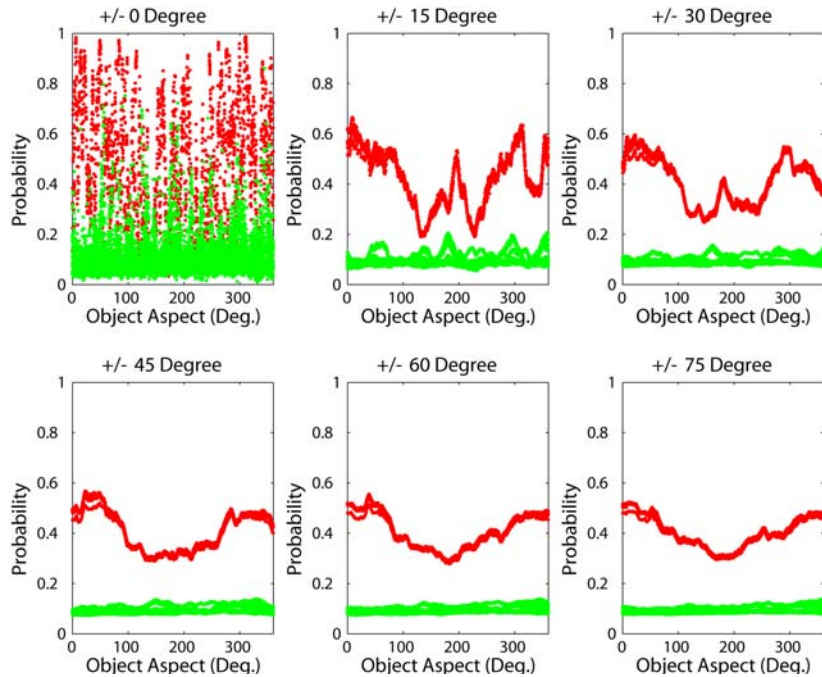 +/- 0 Degree
1
0.8
0.6
0.4
0.2
0
Probability
0 100 200 300
Object Aspect (Deg.)
+/- 15 Degree
1
0.8
0.6
0.4
0.2
0
Probability
0 100 200 300
Object Aspect (Deg.)
+/- 30 Degree
1
0.8
0.6
0.4
0.2
0
Probability
0 100 200 300
Object Aspect (Deg.)
+/- 45 Degree
1
0.8
0.6
0.4
0.2
0
Probability
0 100 200 300
Object Aspect (Deg.)
+/- 60 Degree
1
0.8
0.6
0.4
0.2
0
Probability
0 100 200 300
Object Aspect (Deg.)
+/- 75 Degree
1
0.8
0.6
0.4
0.2
0
Probability
0 100 200 300
Object Aspect (Deg.)